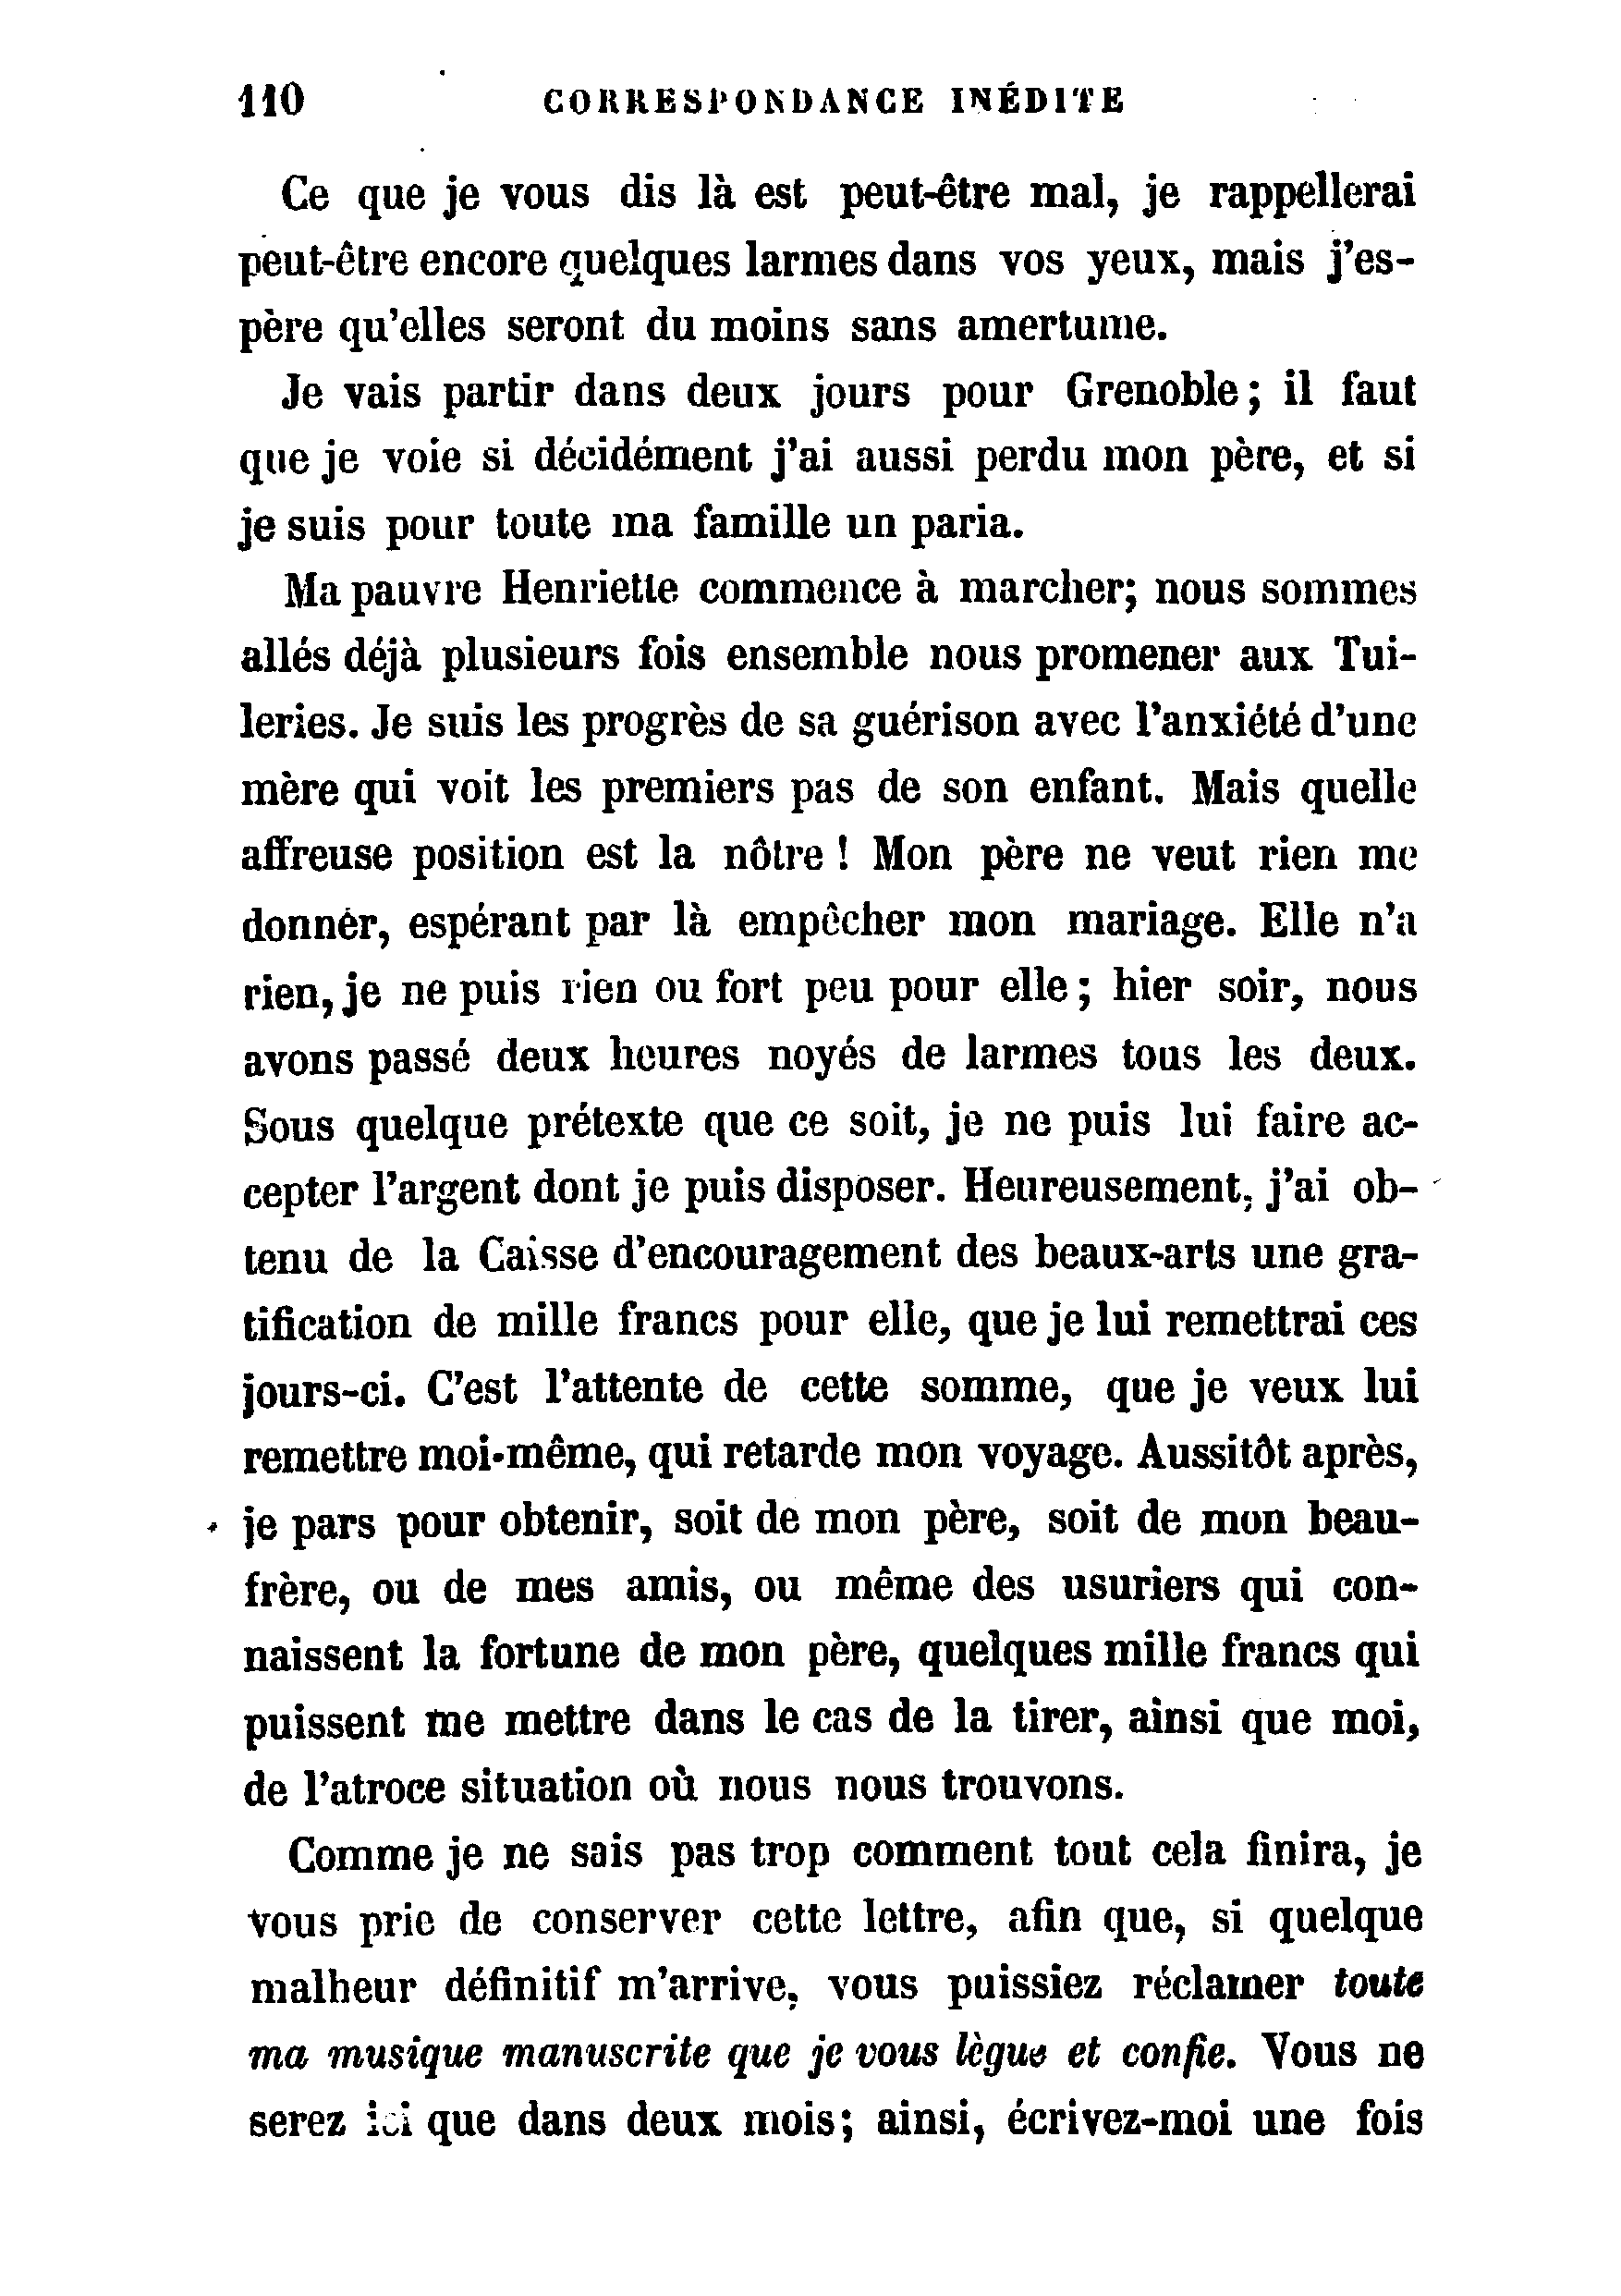 110 CORRESPONDANCE INÉDITE
Ce que je vous dis là est peut-être mal, je rappellerai
peut-être encore quelques larmes dans vos yeux, mais j'es-
père qu'elles seront du moins sans amertume.
Je vais partir dans deux jours pour Grenoble ; il faut
que je voie si décidément j'ai aussi perdu mon père, et si
je suis pour toute ma famille un paria.
Ma pauvre Henriette commence à marcher; nous sommes
allés déjà plusieurs fois ensemble nous promener aux Tui-
leries. Je suis les progrès de sa guérison avec l'anxiété d'une
mère qui voit les premiers pas de son enfant. Mais quelle
affreuse position est la nôtre ! Mon père ne veut rien me
donner, espérant par là empêcher mon mariage. Elle n'a
rien, je ne puis rien ou fort peu pour elle ; hier soir, nous
avons passé deux heures noyés de larmes tous les deux.
Sous quelque prétexte que ce soit, je ne puis lui faire ac-
cepter l'argent dont je puis disposer. Heureusement, j'ai ob-
tenu de la Caisse d'encouragement des beaux-arts une gra-
tification de mille francs pour elle, que je lui remettrai ces
jours-ci. C'est l'attente de cette somme, que je veux lui
remettre moi-même, qui retarde mon voyage. Aussitôt après,
je pars pour obtenir, soit de mon père, soit de mon beau-
frère, ou de mes amis, ou même des usuriers qui con-
naissent la fortune de mon père, quelques mille francs qui
puissent me mettre dans le cas de la tirer, ainsi que moi,
de l'atroce situation où nous nous trouvons.
Comme je ne sais pas trop comment tout cela finira, je
vous prie de conserver cette lettre, afin que, si quelque
malheur définitif m'arrive, vous puissiez réclamer toute
ma musique manuscrite que je vous lègue et confie. Vous ne
serez ici que dans deux mois; ainsi, écrivez-moi une fois